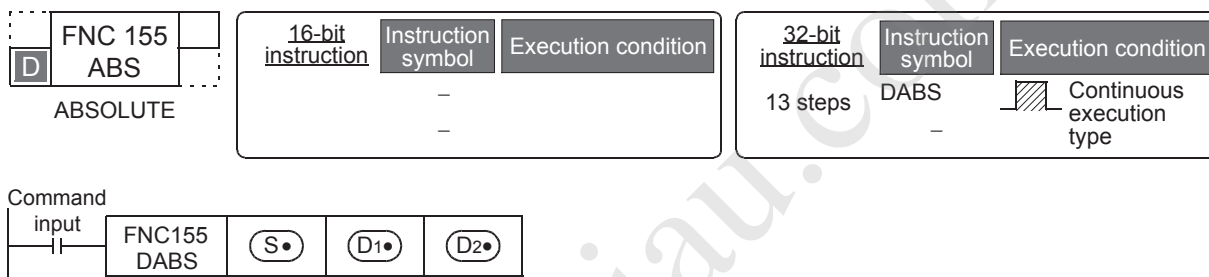 FNC 155
D
ABS
ABSOLUTE
16-bit instruction
Instruction symbol
Execution condition
–
–
32-bit instruction
Instruction symbol
Execution condition
13 steps
DABS
Continuous execution type
–
Command input
FNC155
DABS
S•
D1•
D2•